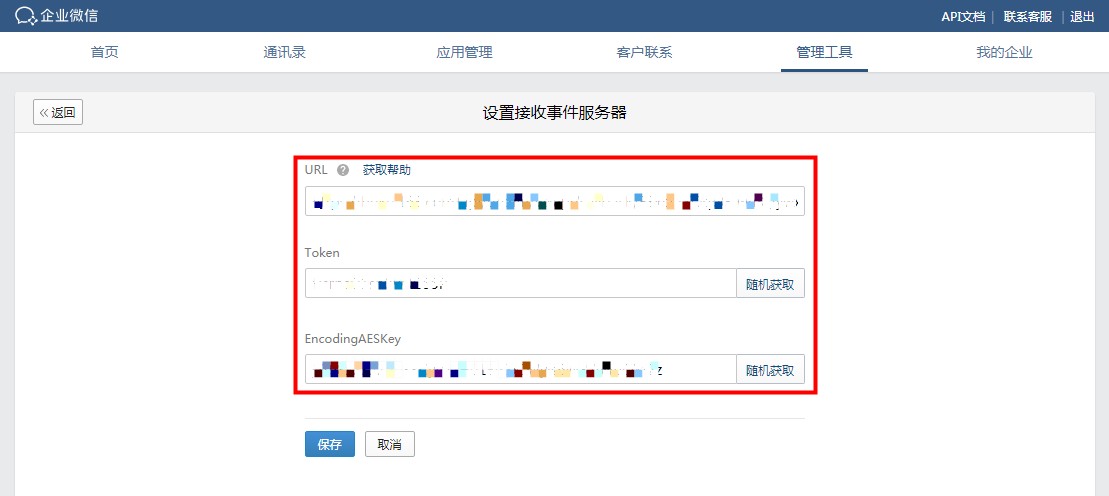 企业微信
API文档 | 联系客服 | 退出
首页 通讯录 应用管理 客户联系 管理工具 我的企业
« 返回
设置接收事件服务器
URL ? 获取帮助
Token
随机获取
EncodingAESKey
随机获取
保存 取消